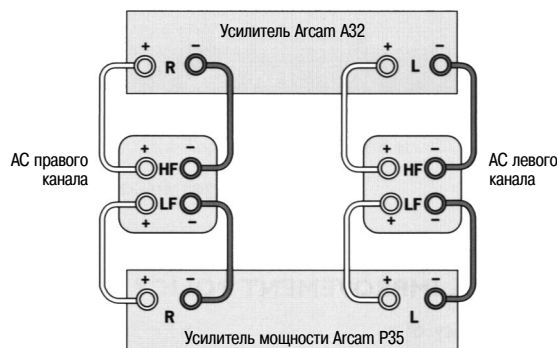 Усилитель Arcam A32
+ − + −
R L
АС правого
канала
АС левого
канала
+ − + −
HF HF
LF LF
+ − + −
+ − + −
R L
Усилитель мощности Arcam P35